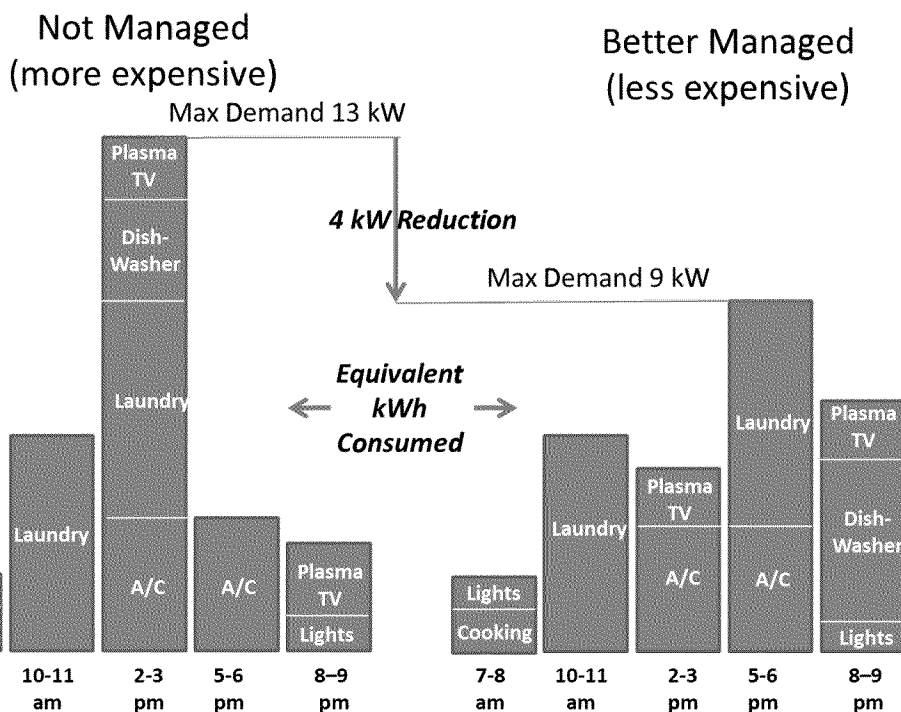 Not Managed
(more expensive)
Better Managed
(less expensive)
Max Demand 13 kW
4 kW Reduction
Max Demand 9 kW
Equivalent
kWh
Consumed
Laundry
Plasma
TV
Dish-
Washer
Laundry
A/C
A/C
Plasma
TV
Lights
Lights
Cooking
Laundry
Plasma
TV
A/C
Laundry
A/C
Plasma
TV
Dish-
Washer
Lights
10-11
am
2-3
pm
5-6
pm
8–9
pm
7-8
am
10-11
am
2-3
pm
5-6
pm
8–9
pm